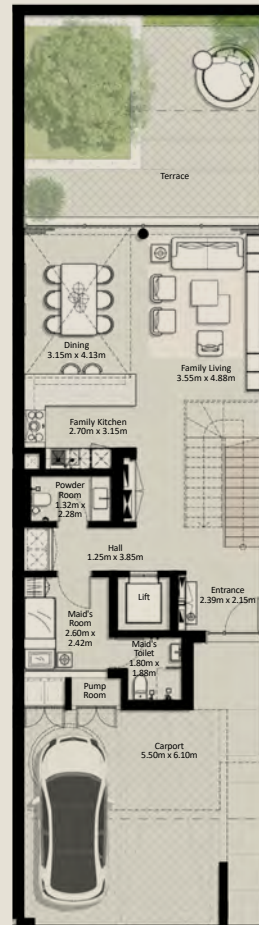 Terrace
Dining
3.15m x 4.13m
Family Living
3.55m x 4.88m
Family Kitchen
2.70m x 3.15m
Powder
Room
1.32m x
2.28m
Hall
1.25m x 3.85m
Lift
Entrance
2.39m x 2.15m
Maid's
Room
2.60m x
2.42m
Maid's
Toilet
1.80m x
1.88m
Pump
Room
Carport
5.50m x 6.10m